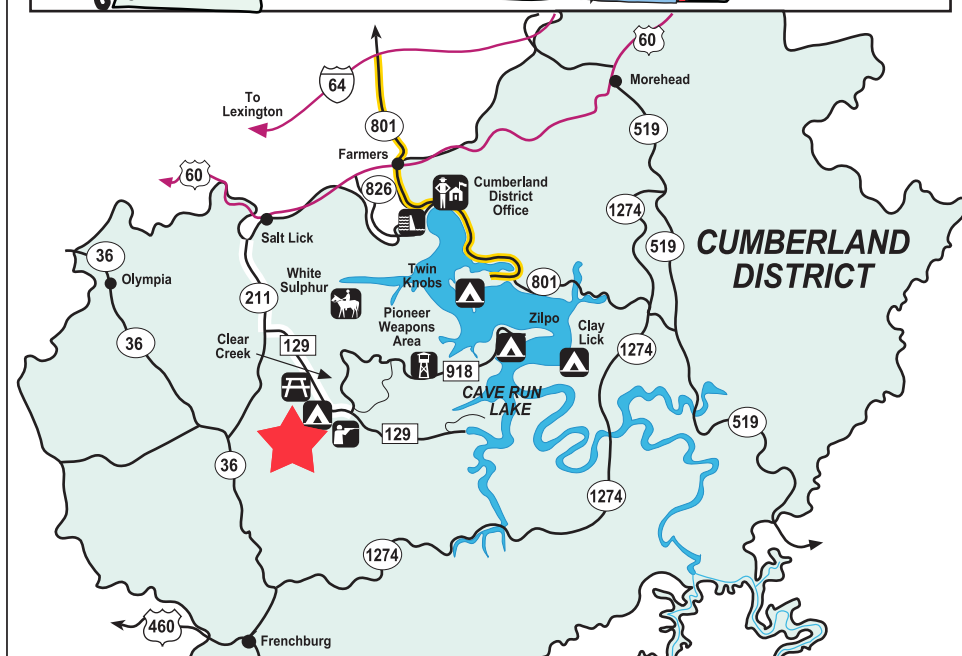 60
64
Morehead
To
Lexington
801
519
Farmers
60
826
Cumberland
District
Office
1274
Salt Lick
519
CUMBERLAND
DISTRICT
36
Olympia
White
Sulphur
Twin
Knobs
801
211
Pioneer
Weapons
Area
Zilpo
Clay
Lick
36
Clear
Creek
129
1274
918
CAVE RUN
LAKE
129
519
36
1274
1274
460
Frenchburg